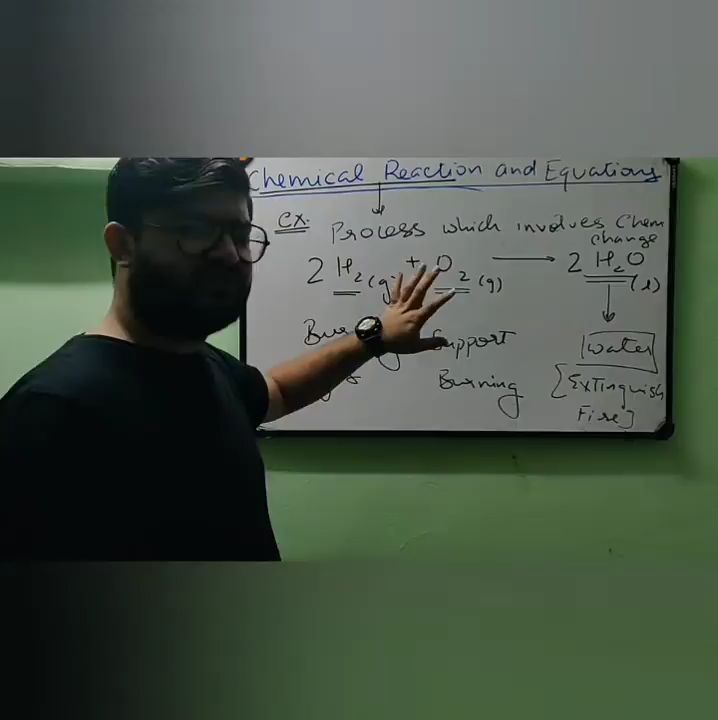 Chemical Reaction and Equations
Ex. Process which involves Chem
change
2 H₂(g) + O₂(g) → 2 H₂O(l)
Support
water
Burning
[Extinguish
Fire]